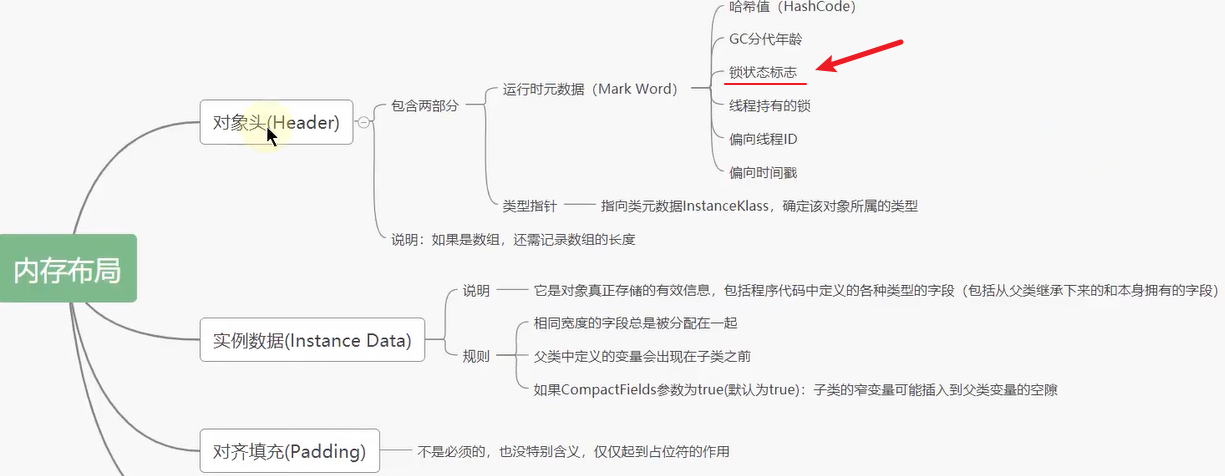 内存布局
对象头(Header)
包含两部分
运行时元数据（Mark Word）
哈希值（HashCode）
GC分代年龄
锁状态标志
线程持有的锁
偏向线程ID
偏向时间戳
类型指针
指向类元数据InstanceKlass，确定该对象所属的类型
说明：如果是数组，还需记录数组的长度
实例数据(Instance Data)
说明
它是对象真正存储的有效信息，包括程序代码中定义的各种类型的字段（包括从父类继承下来的和本身拥有的字段）
规则
相同宽度的字段总是被分配在一起
父类中定义的变量会出现在子类之前
如果CompactFields参数为true(默认为true)：子类的窄变量可能插入到父类变量的空隙
对齐填充(Padding)
不是必须的，也没特别含义，仅仅起到占位符的作用